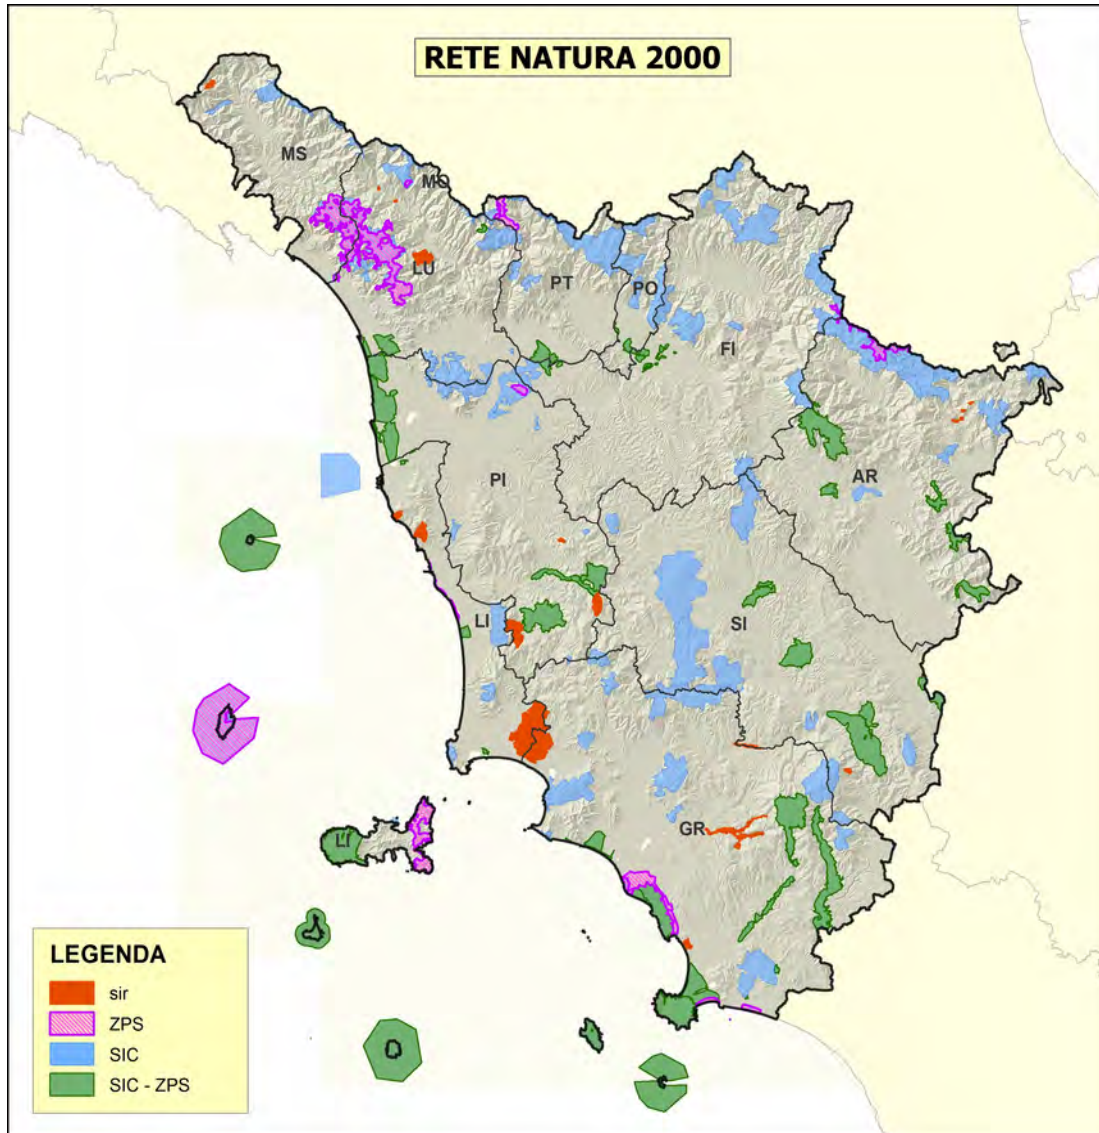 RETE NATURA 2000
MS
MO
LU
PT
PO
FI
PI
AR
LI
SI
GR
LI
LEGENDA
sir
ZPS
SIC
SIC - ZPS